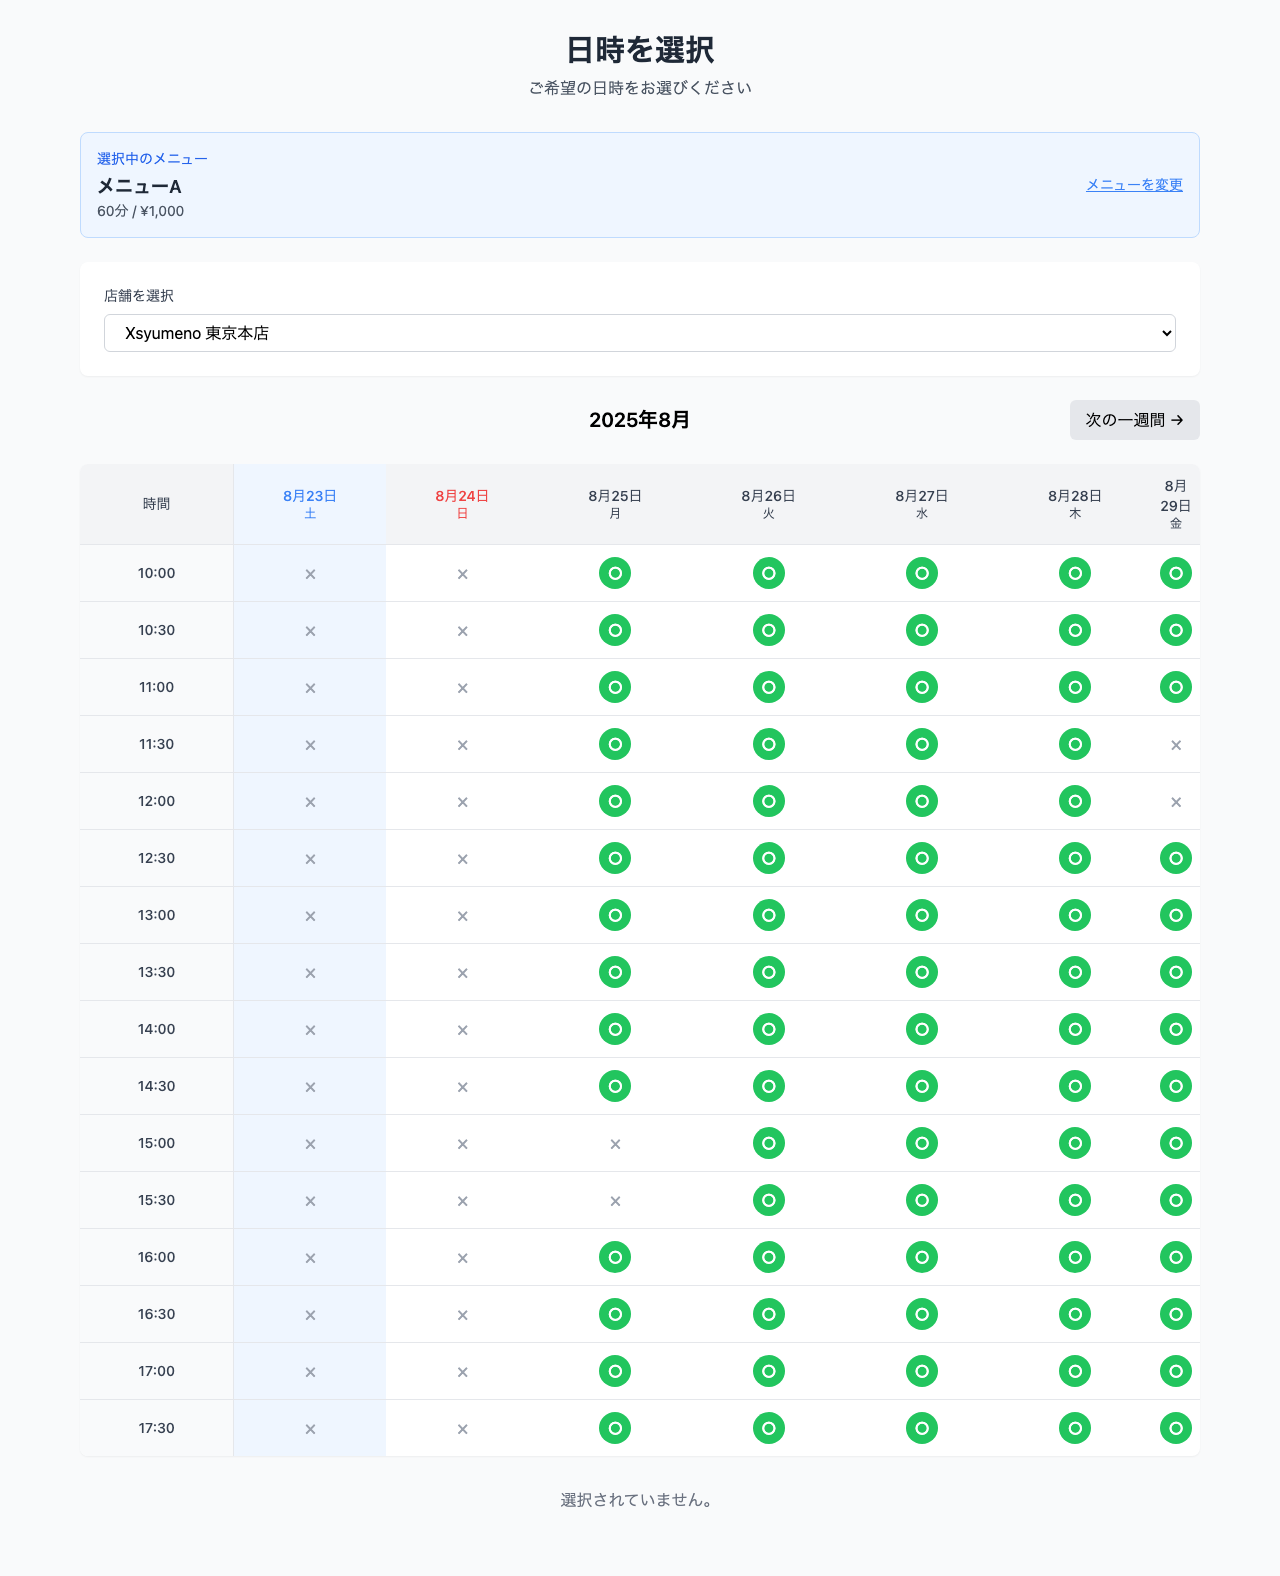 日時を選択
ご希望の日時をお選びください
選択中のメニュー
メニューA
60分 / ¥1,000
メニューを変更
店舗を選択
Xsyumeno 東京本店
2025年8月
次の一週間 →
時間 8月23日 土 8月24日 日 8月25日 月 8月26日 火 8月27日 水 8月28日 木 8月29日 金
10:00 × × ○ ○ ○ ○ ○
10:30 × × ○ ○ ○ ○ ○
11:00 × × ○ ○ ○ ○ ○
11:30 × × ○ ○ ○ ○ ×
12:00 × × ○ ○ ○ ○ ×
12:30 × × ○ ○ ○ ○ ○
13:00 × × ○ ○ ○ ○ ○
13:30 × × ○ ○ ○ ○ ○
14:00 × × ○ ○ ○ ○ ○
14:30 × × ○ ○ ○ ○ ○
15:00 × × × ○ ○ ○ ○
15:30 × × × ○ ○ ○ ○
16:00 × × ○ ○ ○ ○ ○
16:30 × × ○ ○ ○ ○ ○
17:00 × × ○ ○ ○ ○ ○
17:30 × × ○ ○ ○ ○ ○
選択されていません。